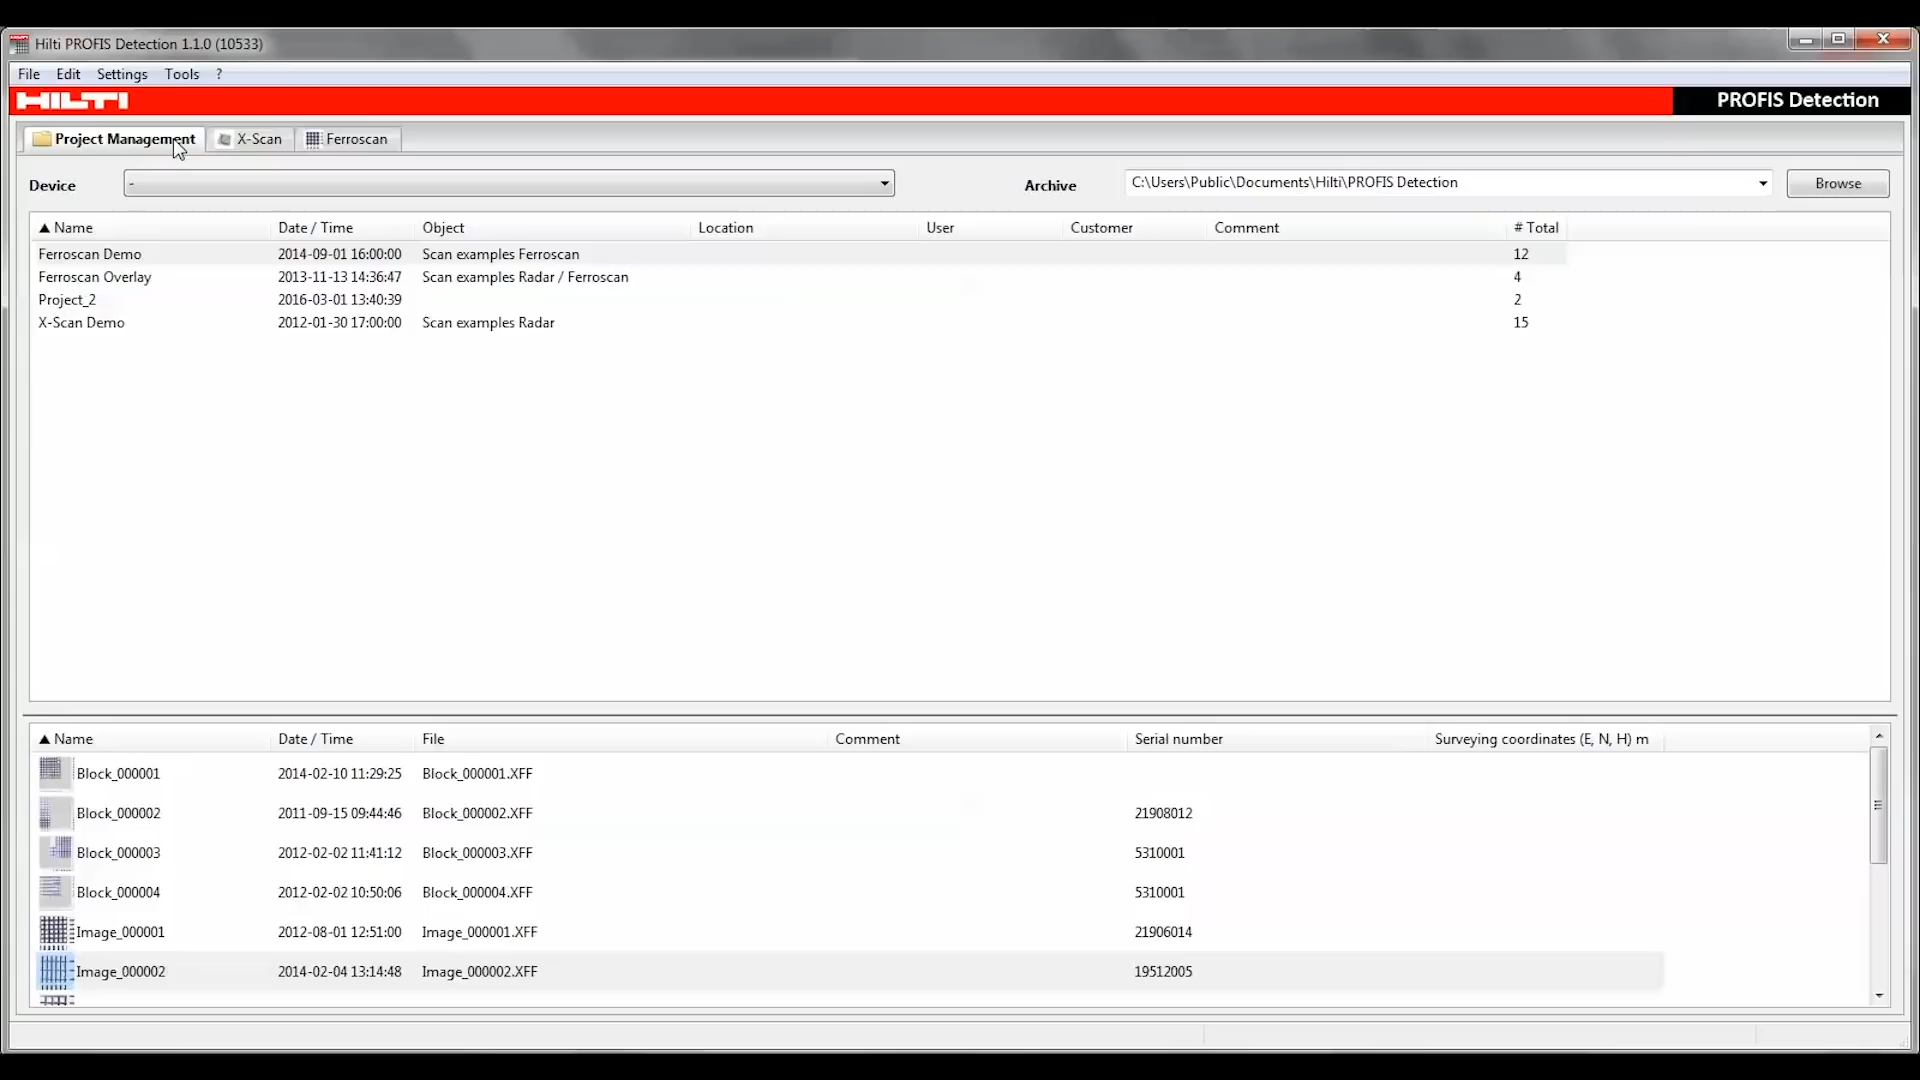 Hilti PROFIS Detection 1.1.0 (10533)
File Edit Settings Tools ?
HILTI PROFIS Detection
Project Management X-Scan Ferroscan
Device - Archive C:\Users\Public\Documents\Hilti\PROFIS Detection Browse
Name Date / Time Object Location User Customer Comment # Total
Ferroscan Demo 2014-09-01 16:00:00 Scan examples Ferroscan 12
Ferroscan Overlay 2013-11-13 14:36:47 Scan examples Radar / Ferroscan 4
Project_2 2016-03-01 13:40:39 2
X-Scan Demo 2012-01-30 17:00:00 Scan examples Radar 15
Name Date / Time File Comment Serial number Surveying coordinates (E, N, H) m
Block_000001 2014-02-10 11:29:25 Block_000001.XFF
Block_000002 2011-09-15 09:44:46 Block_000002.XFF 21908012
Block_000003 2012-02-02 11:41:12 Block_000003.XFF 5310001
Block_000004 2012-02-02 10:50:06 Block_000004.XFF 5310001
Image_000001 2012-08-01 12:51:00 Image_000001.XFF 21906014
Image_000002 2014-02-04 13:14:48 Image_000002.XFF 19512005